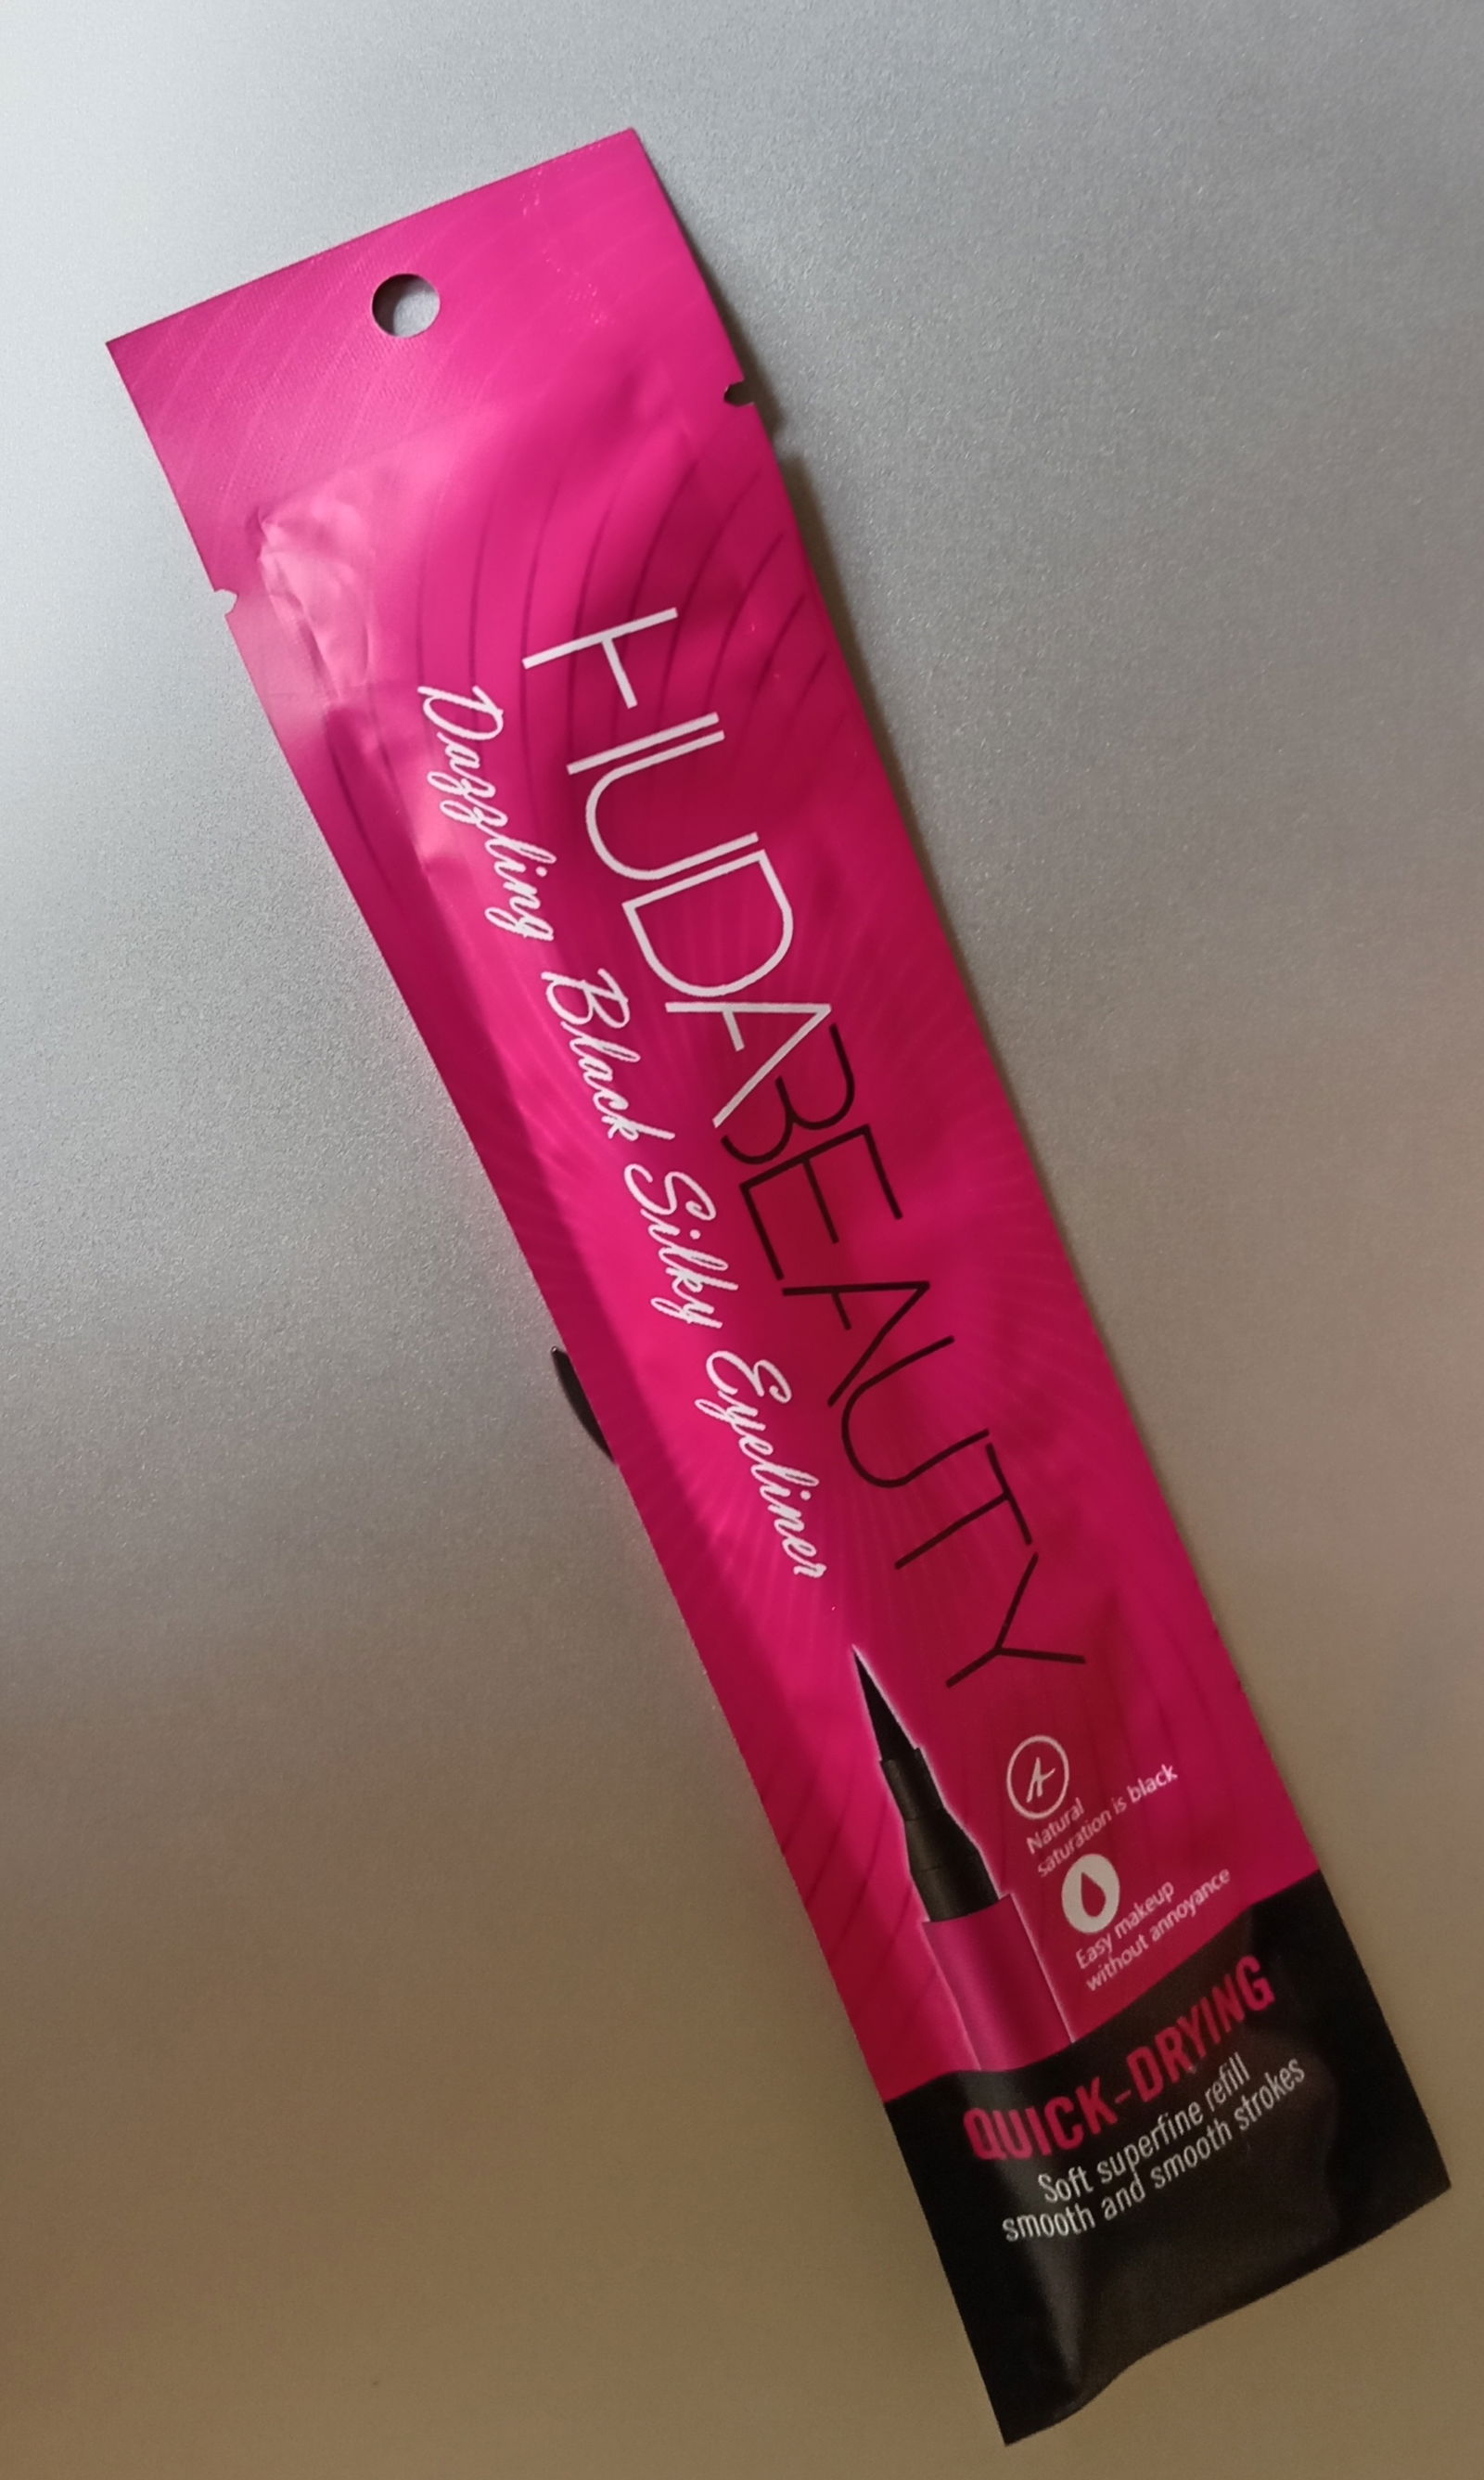 HUDABEAUTY
Dazzling Black Silky Eyeliner
Natural
saturation is black
Easy makeup
without annoyance
QUICK-DRYING
Soft superfine refill
smooth and smooth strokes